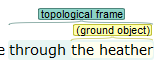 topological frame
(ground object)
e through the heather